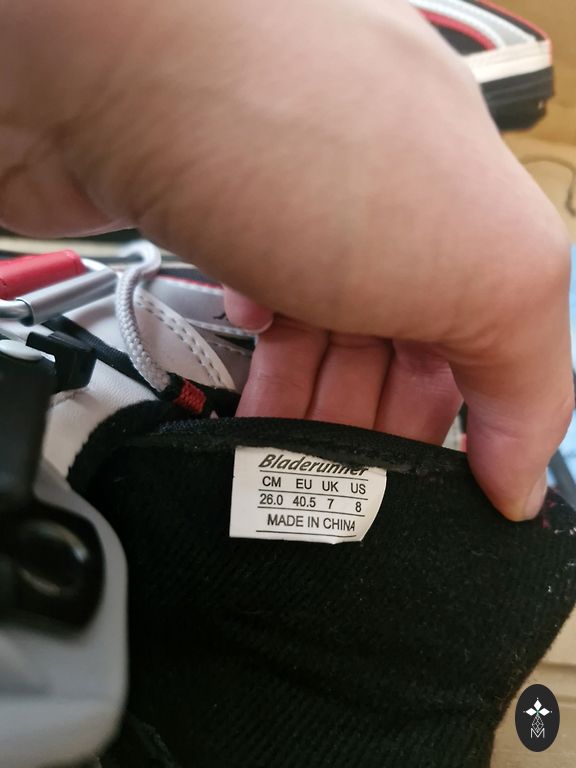 Bladerunner
CM EU UK US
26.0 40.5 7 8
MADE IN CHINA
M